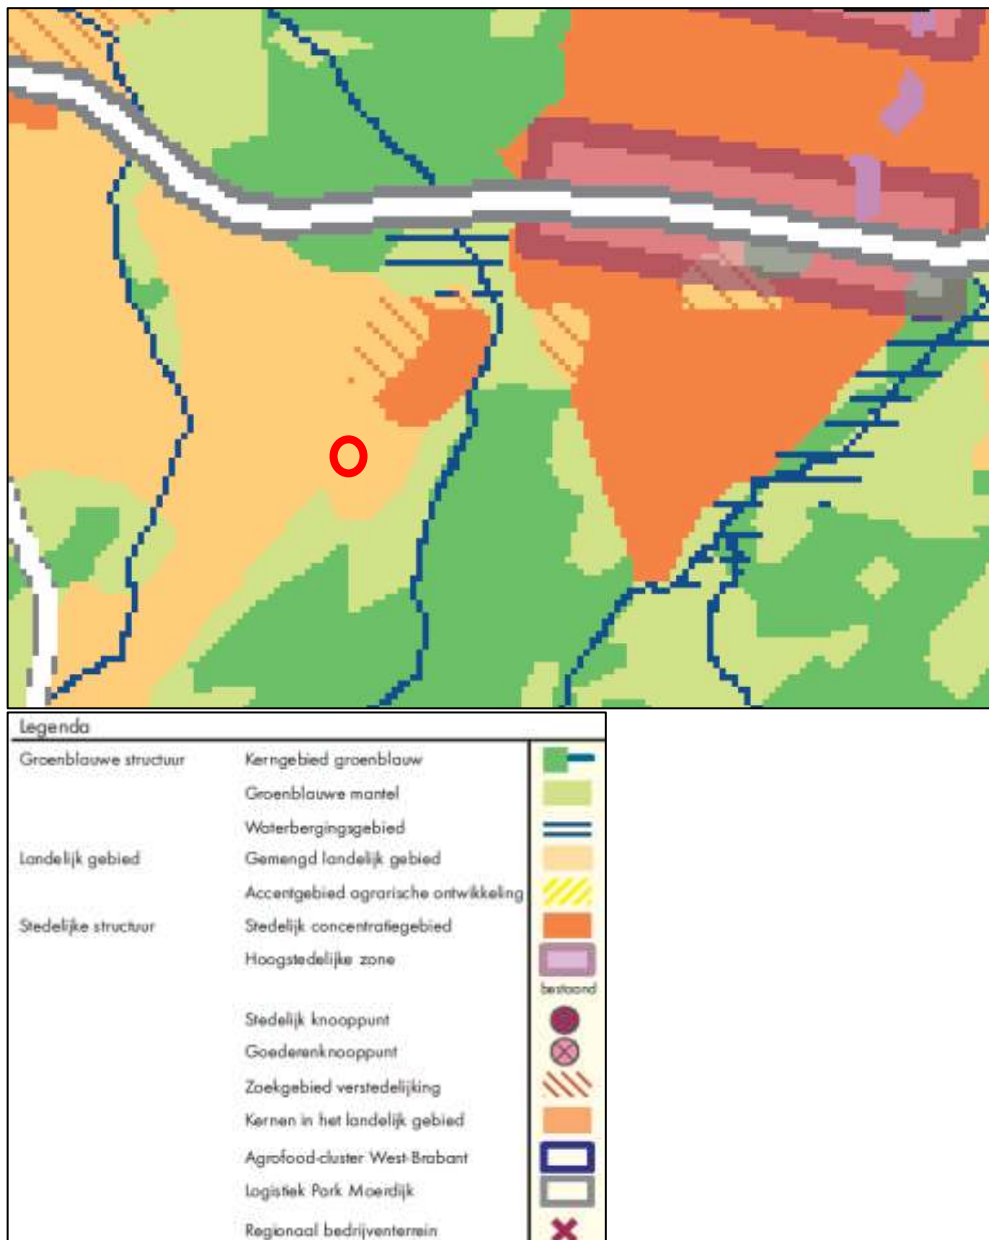 Legenda
Groenblauwe structuur Kerngebied groenblauw
Groenblauwe mantel
Waterbergingsgebied
Landelijk gebied Gemengd landelijk gebied
Accentgebied agrarische ontwikkeling
Stedelijke structuur Stedelijk concentratiegebied
Hoogstedelijke zone
bestaand
Stedelijk knooppunt
Goederenknooppunt
Zoekgebied verstedelijking
Kernen in het landelijk gebied
Agrofood-cluster West-Brabant
Logistiek Park Moerdijk
Regionaal bedrijventerrein